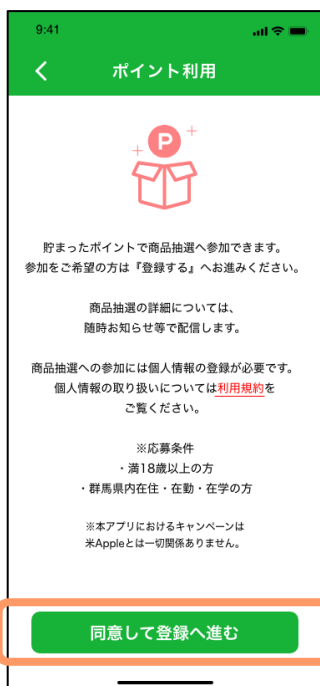 9:41
ポイント利用
P
貯まったポイントで商品抽選へ参加できます。
参加をご希望の方は『登録する』へお進みください。
商品抽選の詳細については、
随時お知らせ等で配信します。
商品抽選への参加には個人情報の登録が必要です。
個人情報の取り扱いについては利用規約を
ご覧ください。
※応募条件
・満18歳以上の方
・群馬県内在住・在勤・在学の方
※本アプリにおけるキャンペーンは
米Appleとは一切関係ありません。
同意して登録へ進む